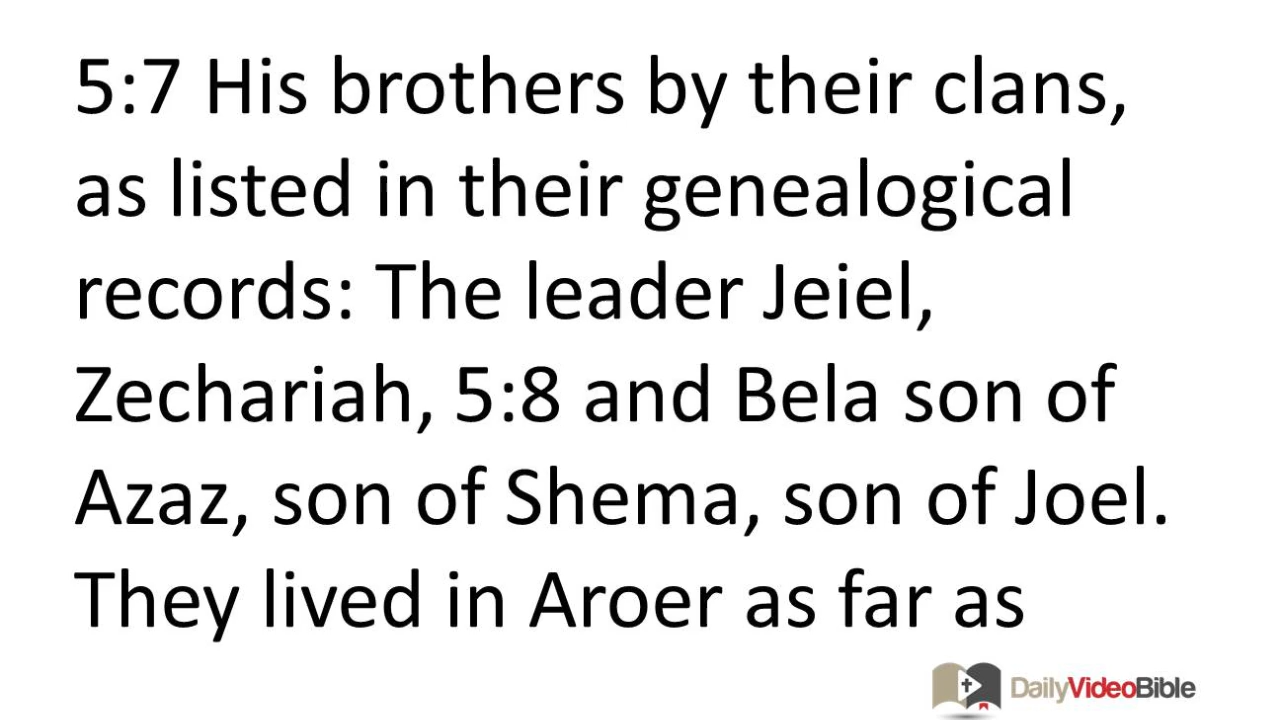 5:7 His brothers by their clans,
as listed in their genealogical
records: The leader Jeiel,
Zechariah, 5:8 and Bela son of
Azaz, son of Shema, son of Joel.
They lived in Aroer as far as
DailyVideoBible